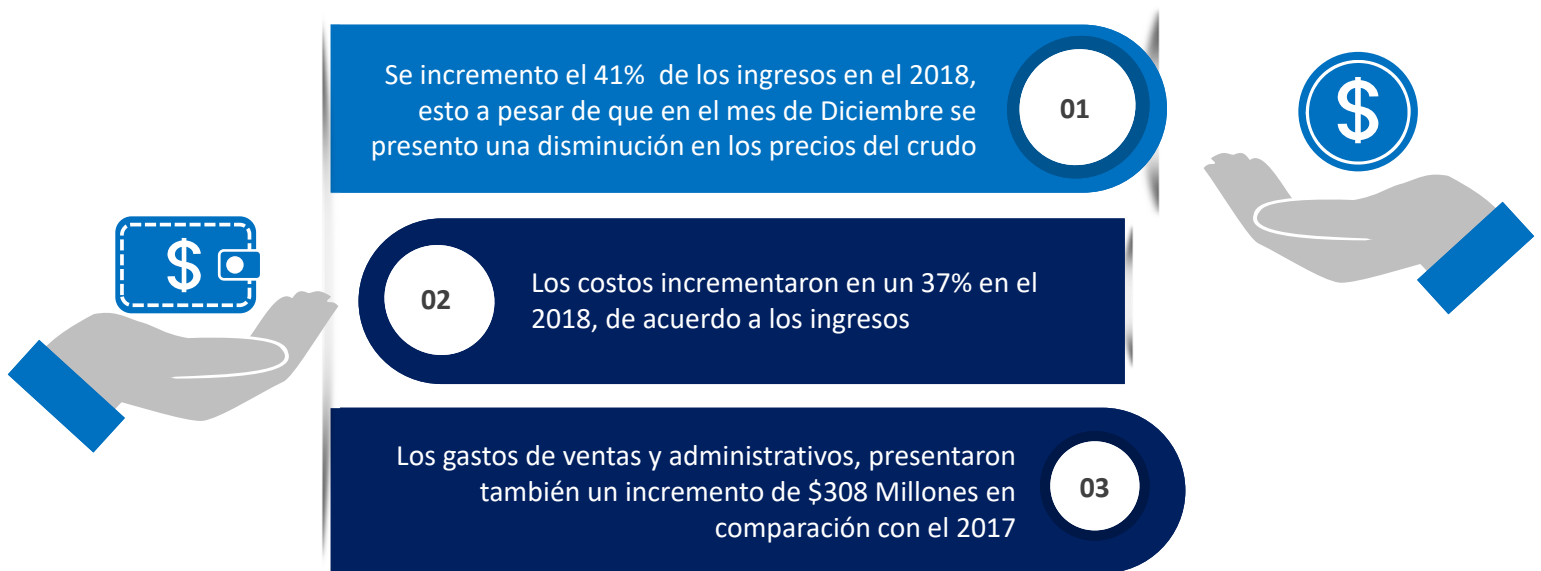 Se incremento el 41% de los ingresos en el 2018,
esto a pesar de que en el mes de Diciembre se
presento una disminución en los precios del crudo
01
$
$
02
Los costos incrementaron en un 37% en el
2018, de acuerdo a los ingresos
Los gastos de ventas y administrativos, presentaron
también un incremento de $308 Millones en
comparación con el 2017
03